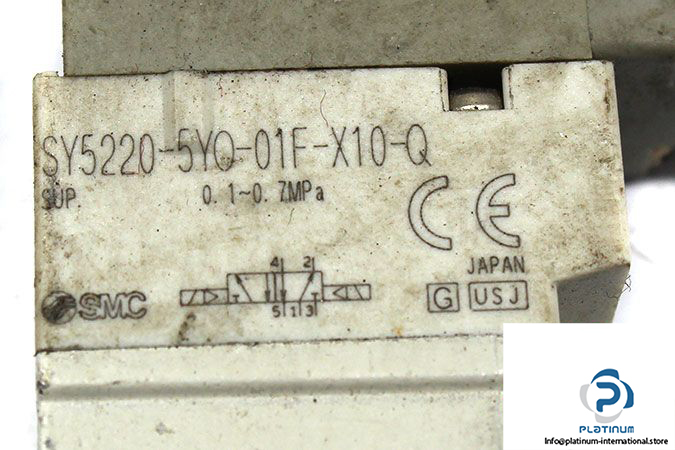 SY5220-5YO-01F-X10-Q
SUP 0.1~0.7MPa
CE
JAPAN
4 2
SMC
5 1 3
G USJ
PLATINUM
Info@platinum-international.store